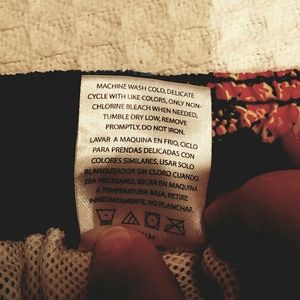 MACHINE WASH COLD, DELICATE
CYCLE WITH LIKE COLORS, ONLY NON-
CHLORINE BLEACH WHEN NEEDED,
TUMBLE DRY LOW, REMOVE
PROMPTLY, DO NOT IRON.
LAVAR A MAQUINA EN FRIO, CICLO
PARA PRENDAS DELICADAS CON
COLORES SIMILARES, USAR SOLO
BLANQUEADOR SIN CLORO CUANDO
SEA NECESARIO, SECAR EN MAQUINA
A TEMPERATURA BAJA, RETIRE
INMEDIATAMENTE, NO PLANCHAR.